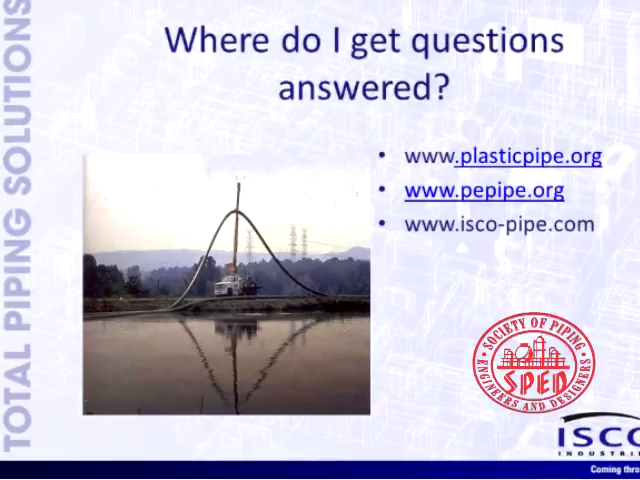 Where do I get questions
answered?
• www.plasticpipe.org
• www.pepipe.org
• www.isco-pipe.com
TOTAL PIPING SOLUTIONS
SOCIETY OF PIPING
SPED
ENGINEERS AND DESIGNERS
ISCO
INDUSTRI
Coming thro